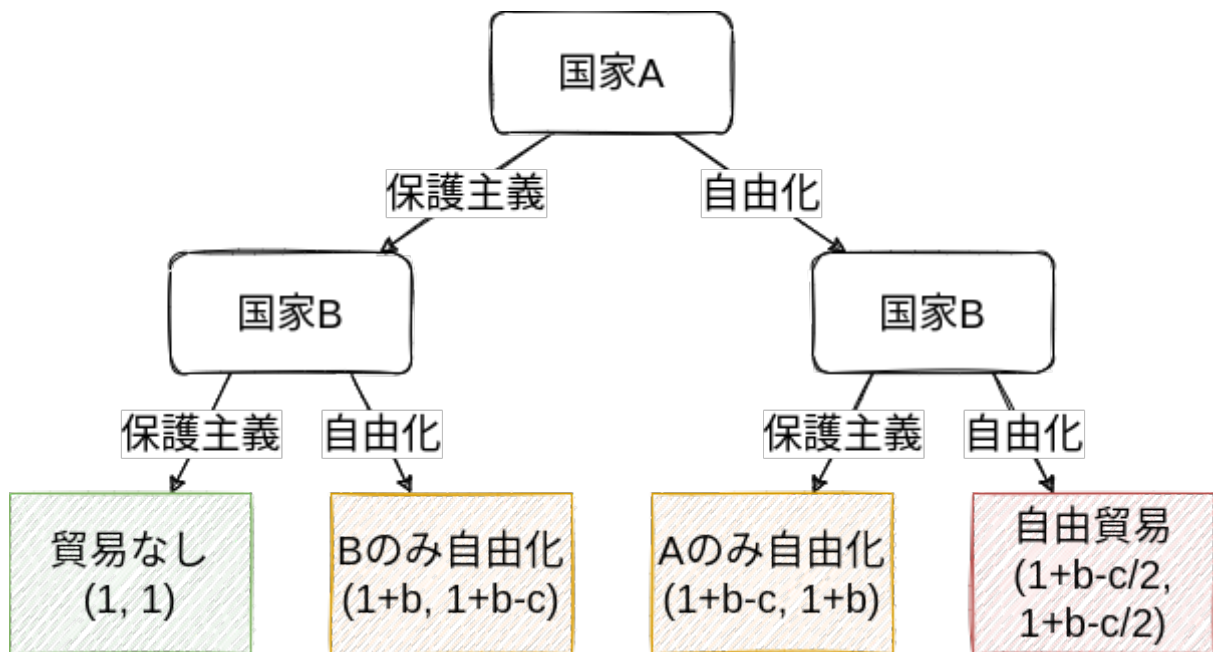 国家A
保護主義
自由化
国家B
国家B
保護主義
自由化
保護主義
自由化
貿易なし
(1, 1)
Bのみ自由化
(1+b, 1+b-c)
Aのみ自由化
(1+b-c, 1+b)
自由貿易
(1+b-c/2,
1+b-c/2)